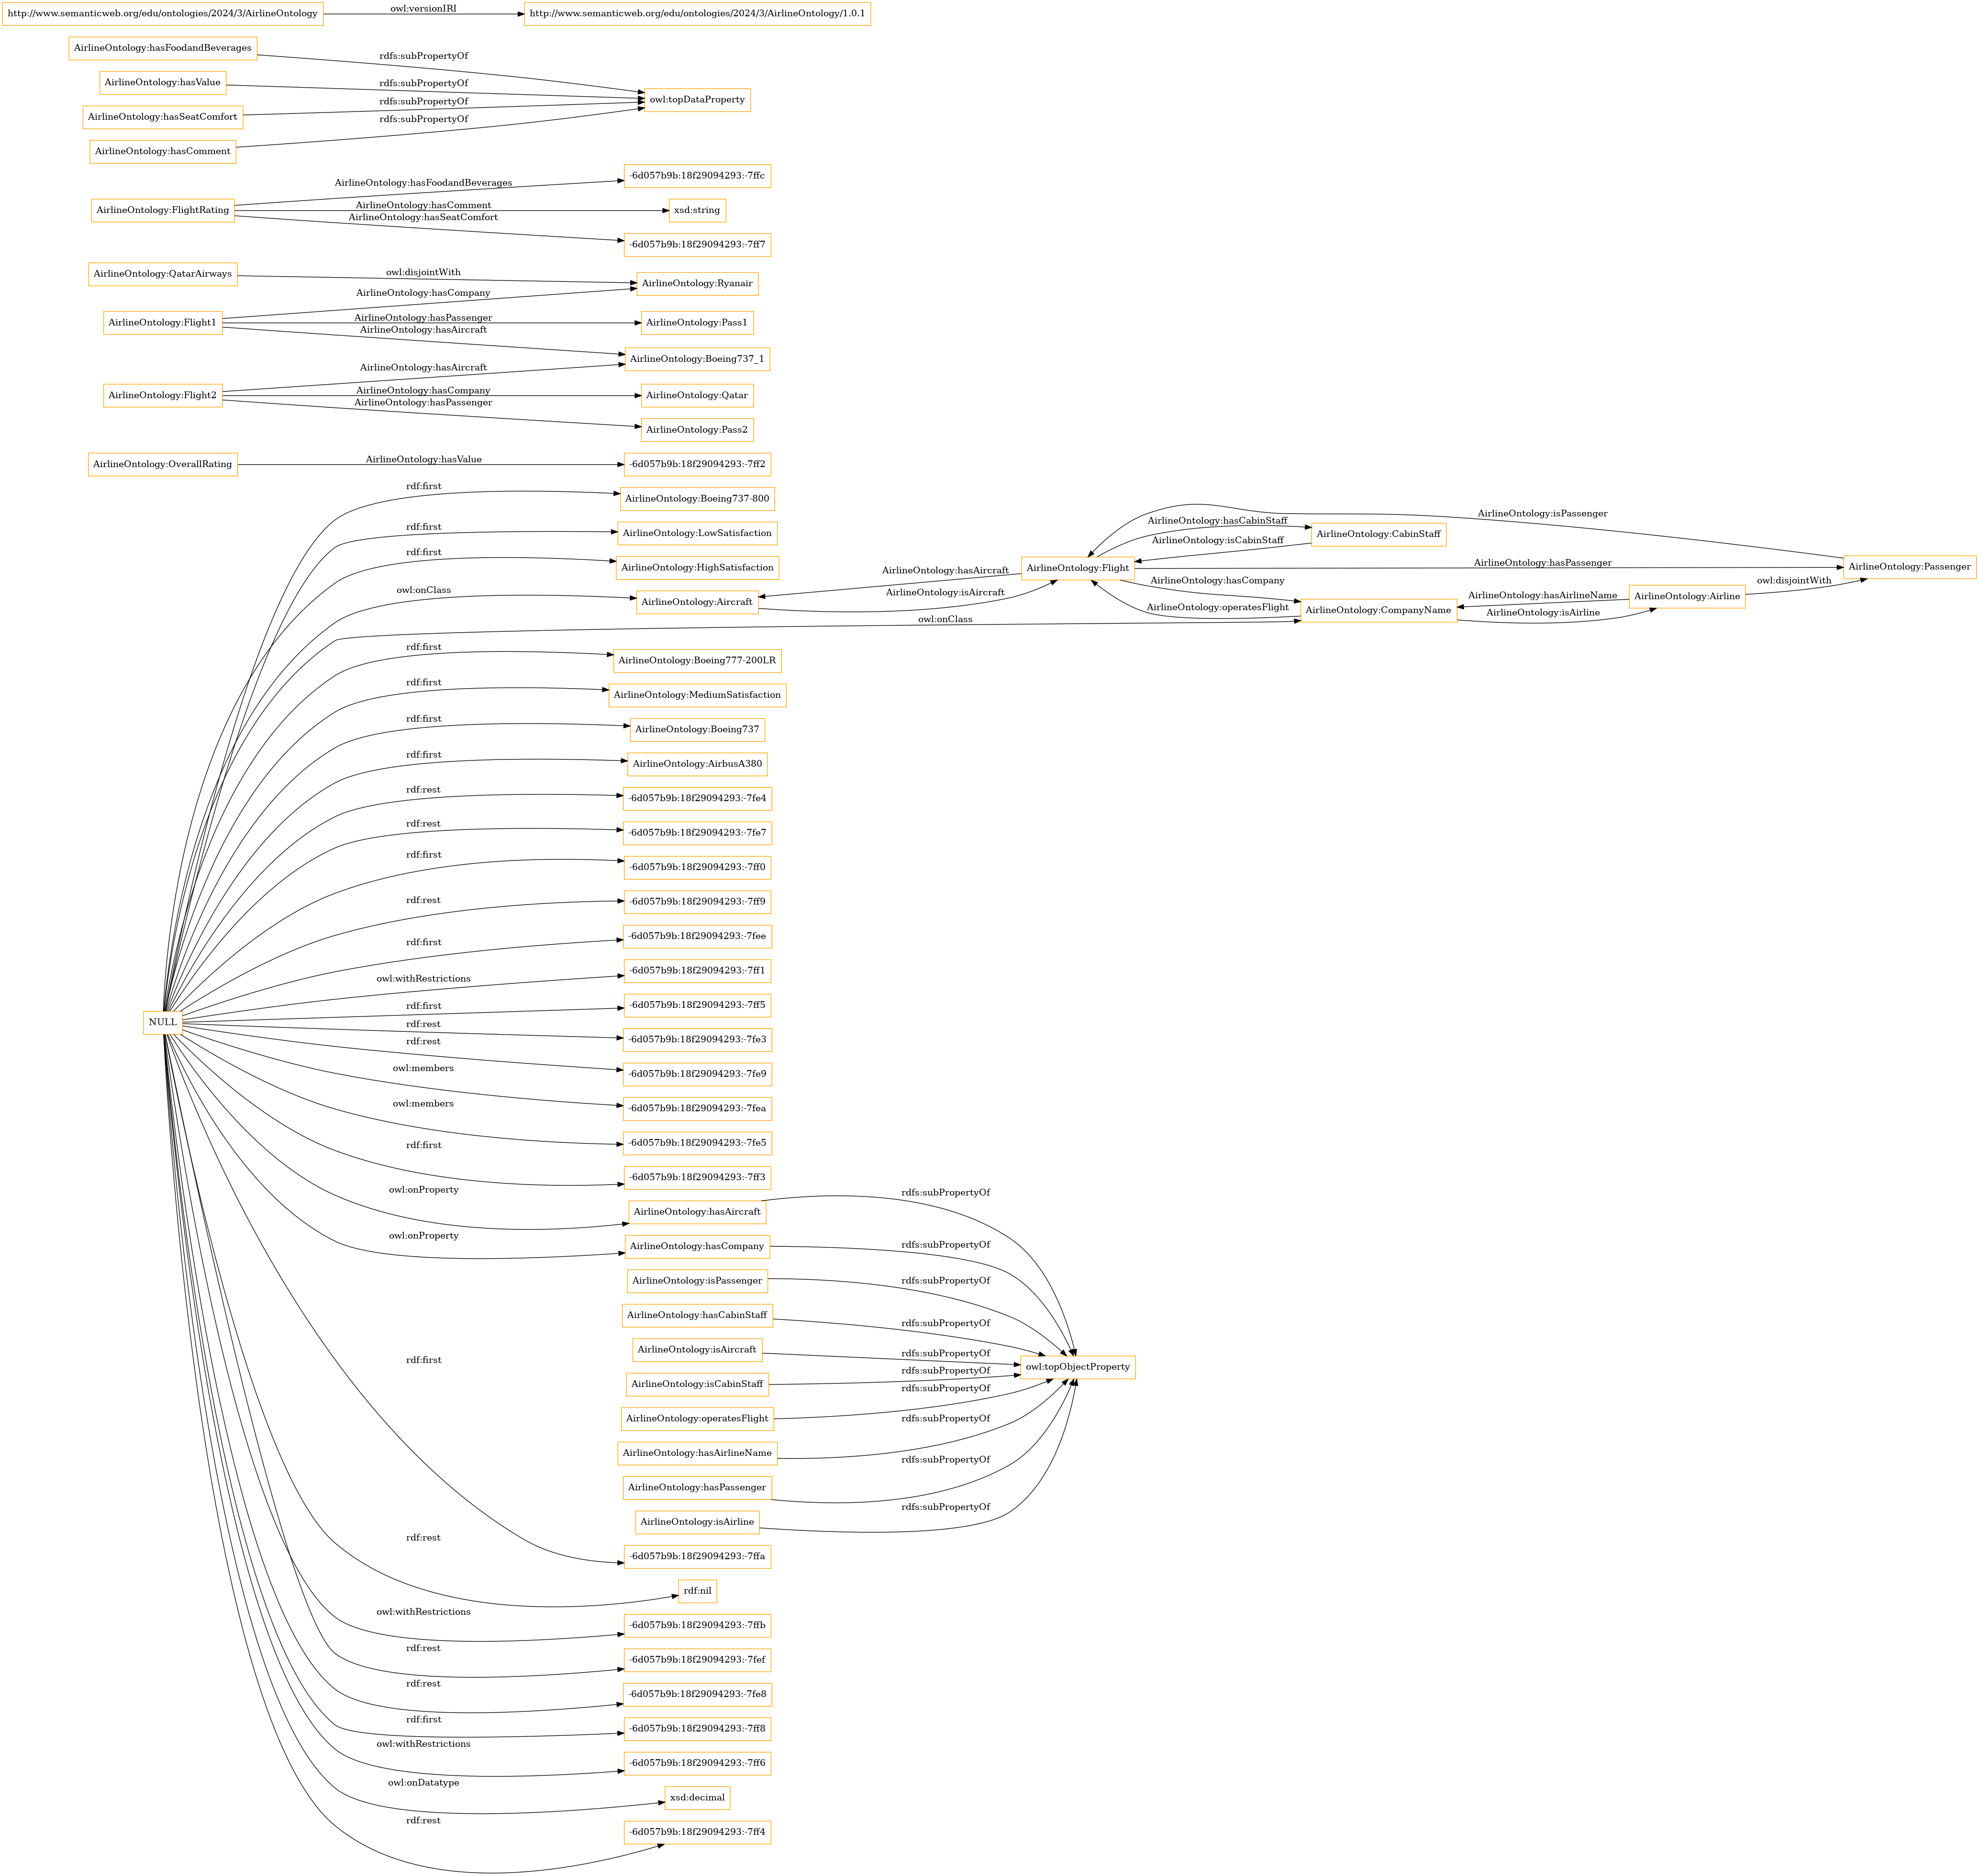 http://www.semanticweb.org/edu/ontologies/2024/3/AirlineOntology
owl:versionIRI
http://www.semanticweb.org/edu/ontologies/2024/3/AirlineOntology/1.0.1
AirlineOntology:hasFoodandBeverages
rdfs:subPropertyOf
AirlineOntology:hasValue
rdfs:subPropertyOf
owl:topDataProperty
rdfs:subPropertyOf
AirlineOntology:hasSeatComfort
rdfs:subPropertyOf
AirlineOntology:hasComment
AirlineOntology:hasFoodandBeverages
-6d057b9b:18f29094293:-7ffc
AirlineOntology:FlightRating
AirlineOntology:hasComment
xsd:string
AirlineOntology:hasSeatComfort
-6d057b9b:18f29094293:-7ff7
AirlineOntology:QatarAirways
owl:disjointWith
AirlineOntology:Ryanair
AirlineOntology:hasCompany
AirlineOntology:Flight1
AirlineOntology:hasPassenger
AirlineOntology:Pass1
AirlineOntology:hasAircraft
AirlineOntology:Boeing737_1
AirlineOntology:hasAircraft
AirlineOntology:Flight2
AirlineOntology:hasCompany
AirlineOntology:Qatar
AirlineOntology:hasPassenger
AirlineOntology:Pass2
AirlineOntology:OverallRating
AirlineOntology:hasValue
-6d057b9b:18f29094293:-7ff2
rdf:first
AirlineOntology:Boeing737-800
rdf:first
AirlineOntology:LowSatisfaction
rdf:first
AirlineOntology:HighSatisfaction
owl:onClass
AirlineOntology:Aircraft
AirlineOntology:hasAircraft
AirlineOntology:isAircraft
AirlineOntology:Flight
AirlineOntology:hasCabinStaff
AirlineOntology:isCabinStaff
AirlineOntology:CabinStaff
AirlineOntology:isPassenger
AirlineOntology:hasPassenger
AirlineOntology:Passenger
AirlineOntology:hasCompany
AirlineOntology:operatesFlight
AirlineOntology:CompanyName
AirlineOntology:hasAirlineName
AirlineOntology:isAirline
AirlineOntology:Airline
owl:disjointWith
owl:onClass
rdf:first
AirlineOntology:Boeing777-200LR
rdf:first
AirlineOntology:MediumSatisfaction
rdf:first
AirlineOntology:Boeing737
rdf:first
AirlineOntology:AirbusA380
rdf:rest
-6d057b9b:18f29094293:-7fe4
rdf:rest
-6d057b9b:18f29094293:-7fe7
rdf:first
-6d057b9b:18f29094293:-7ff0
rdf:rest
-6d057b9b:18f29094293:-7ff9
rdf:first
-6d057b9b:18f29094293:-7fee
owl:withRestrictions
-6d057b9b:18f29094293:-7ff1
rdf:first
-6d057b9b:18f29094293:-7ff5
NULL
rdf:rest
-6d057b9b:18f29094293:-7fe3
rdf:rest
-6d057b9b:18f29094293:-7fe9
owl:members
-6d057b9b:18f29094293:-7fea
owl:members
-6d057b9b:18f29094293:-7fe5
rdf:first
-6d057b9b:18f29094293:-7ff3
owl:onProperty
AirlineOntology:hasAircraft
rdfs:subPropertyOf
owl:onProperty
AirlineOntology:hasCompany
rdfs:subPropertyOf
AirlineOntology:isPassenger
rdfs:subPropertyOf
AirlineOntology:hasCabinStaff
rdfs:subPropertyOf
AirlineOntology:isAircraft
rdfs:subPropertyOf
owl:topObjectProperty
AirlineOntology:isCabinStaff
rdfs:subPropertyOf
AirlineOntology:operatesFlight
rdfs:subPropertyOf
AirlineOntology:hasAirlineName
rdfs:subPropertyOf
AirlineOntology:hasPassenger
rdfs:subPropertyOf
AirlineOntology:isAirline
rdfs:subPropertyOf
rdf:first
-6d057b9b:18f29094293:-7ffa
rdf:rest
rdf:nil
owl:withRestrictions
-6d057b9b:18f29094293:-7ffb
rdf:rest
-6d057b9b:18f29094293:-7fef
rdf:rest
-6d057b9b:18f29094293:-7fe8
rdf:first
-6d057b9b:18f29094293:-7ff8
owl:withRestrictions
-6d057b9b:18f29094293:-7ff6
owl:onDatatype
xsd:decimal
rdf:rest
-6d057b9b:18f29094293:-7ff4